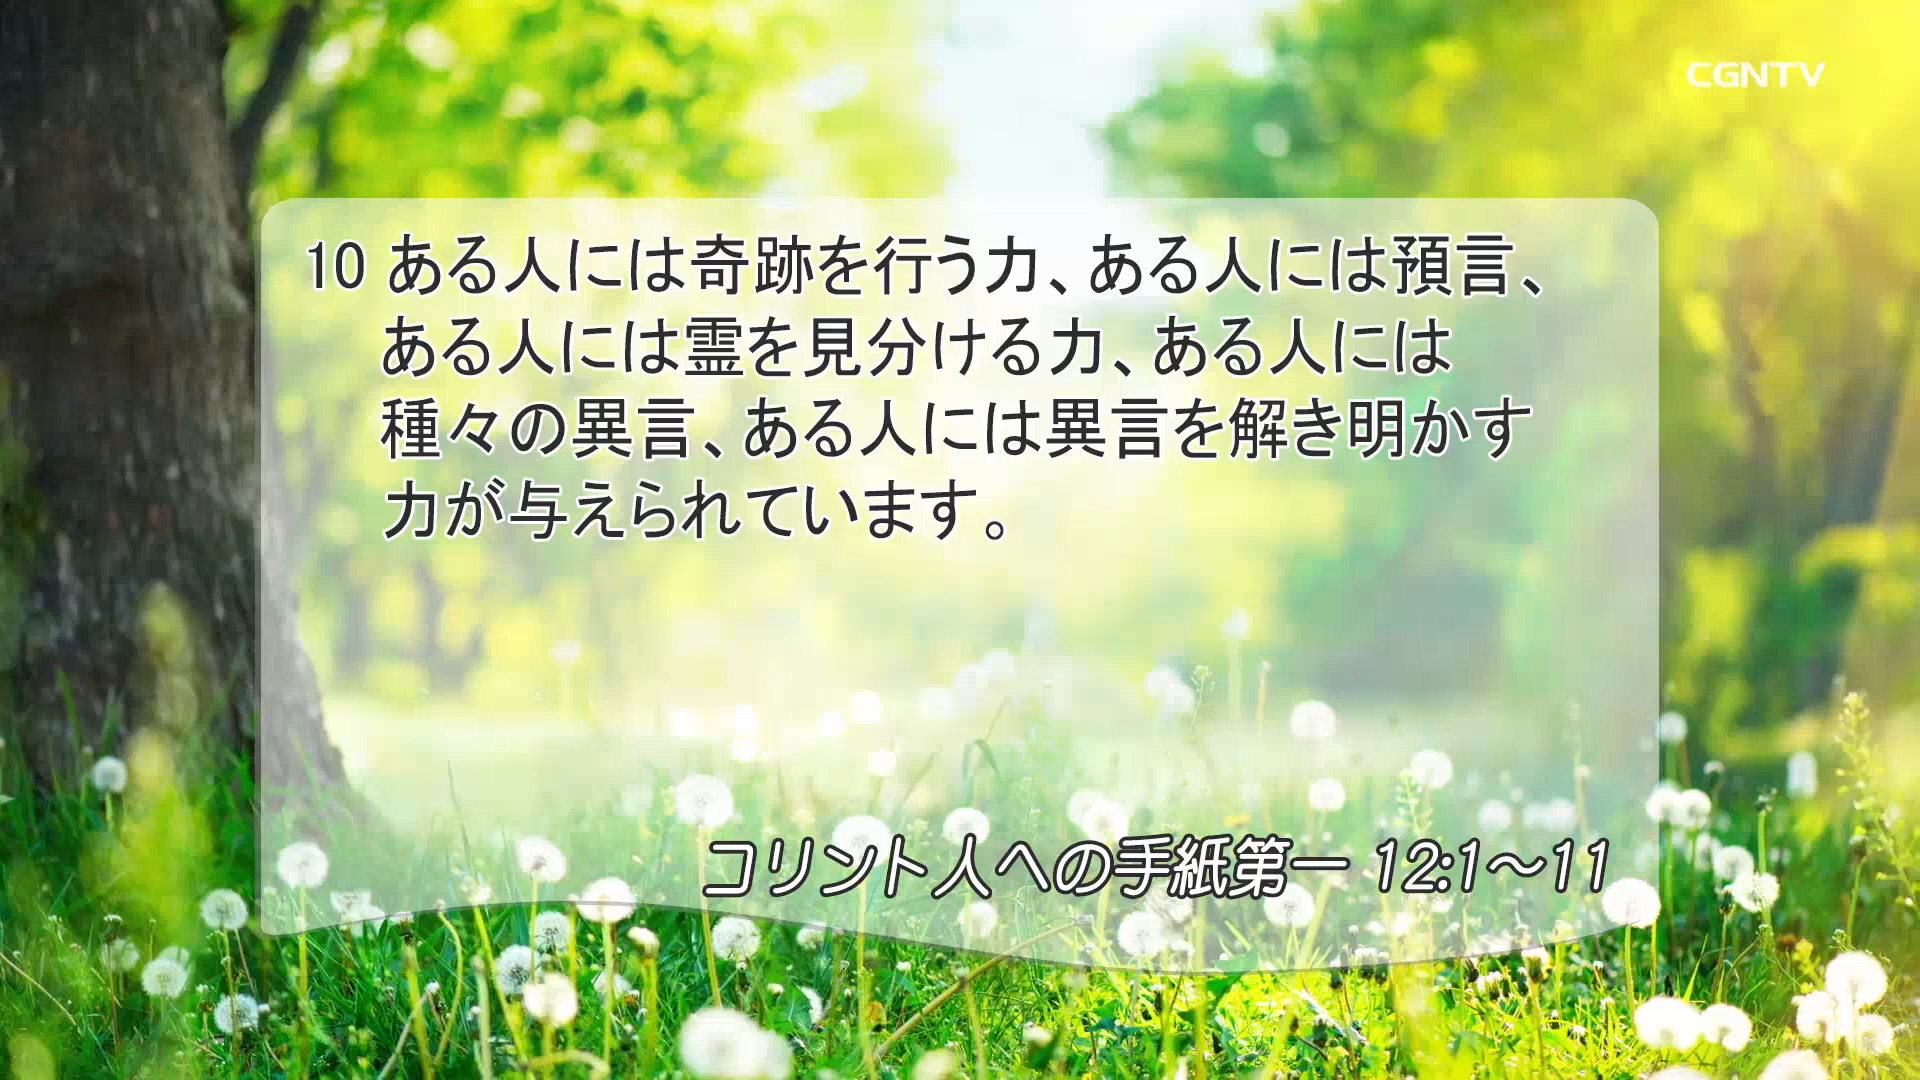 CGNTV
10 ある人には奇跡を行う力、ある人には預言、
ある人には霊を見分ける力、ある人には
種々の異言、ある人には異言を解き明かす
力が与えられています。
コリント人への手紙第一 12:1～11